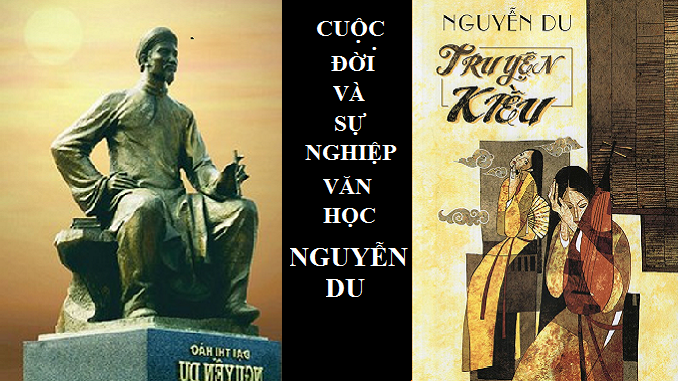 ĐẠI THI HÀO
NGUYỄN DU
CUỘC
ĐỜI
VÀ
SỰ
NGHIỆP
VĂN
HỌC
NGUYỄN
DU
NGUYỄN DU
TRUYỆN
KIỀU